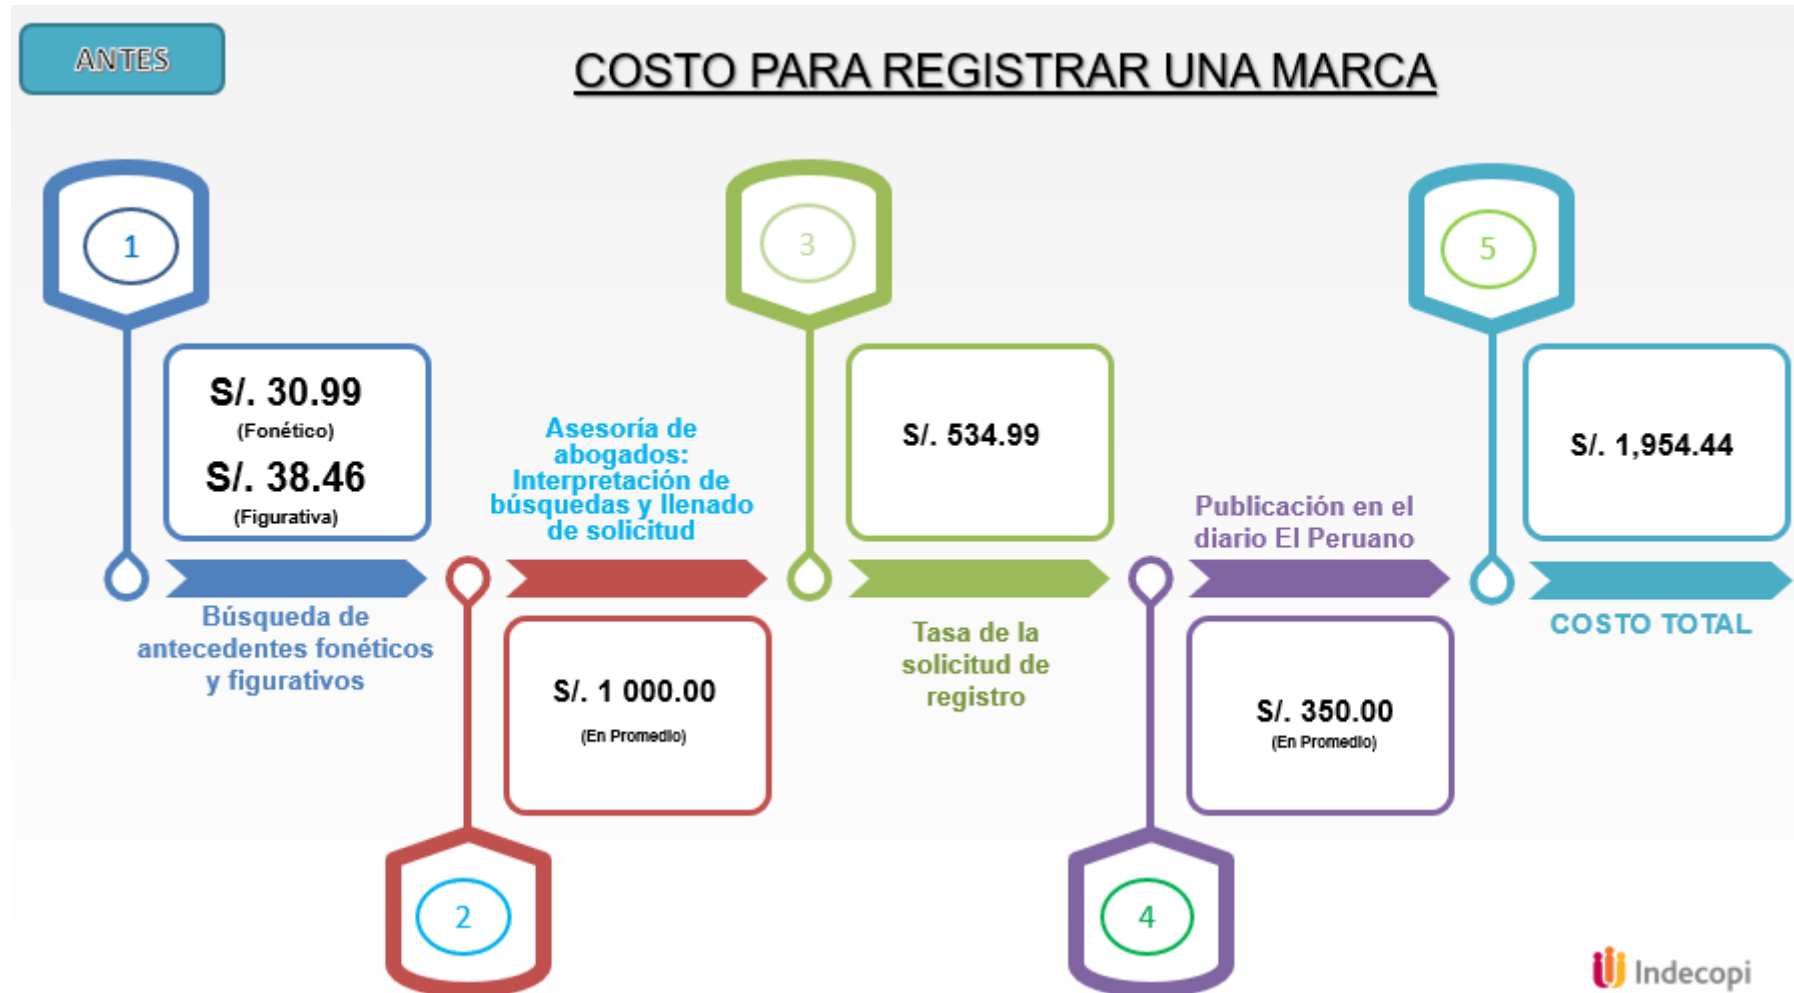 ANTES
COSTO PARA REGISTRAR UNA MARCA
1
S/. 30.99
(Fonético)
S/. 38.46
(Figurativa)
Búsqueda de
antecedentes fonéticos
y figurativos
2
Asesoría de
abogados:
Interpretación de
búsquedas y llenado
de solicitud
S/. 1 000.00
(En Promedio)
3
S/. 534.99
Tasa de la
solicitud de
registro
4
Publicación en el
diario El Peruano
S/. 350.00
(En Promedio)
5
S/. 1,954.44
COSTO TOTAL
Indecopi